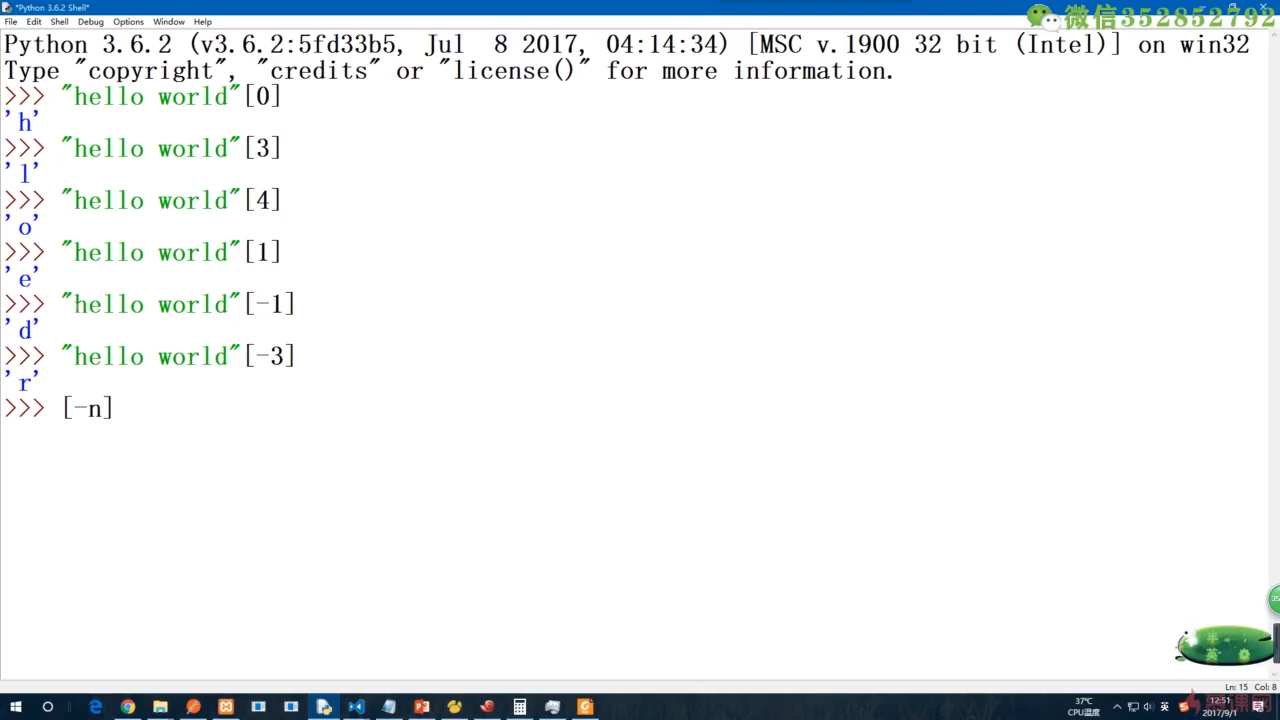 *Python 3.6.2 Shell*
微信352852792
File Edit Shell Debug Options Window Help
Python 3.6.2 (v3.6.2:5fd33b5, Jul  8 2017, 04:14:34) [MSC v.1900 32 bit (Intel)] on win32
Type "copyright", "credits" or "license()" for more information.
>>> "hello world"[0]
'h'
>>> "hello world"[3]
'l'
>>> "hello world"[4]
'o'
>>> "hello world"[1]
'e'
>>> "hello world"[-1]
'd'
>>> "hello world"[-3]
'r'
>>> [-n]
35
英
Ln: 15 Col: 8
37℃
CPU温度
英
12:51
2017/9/1